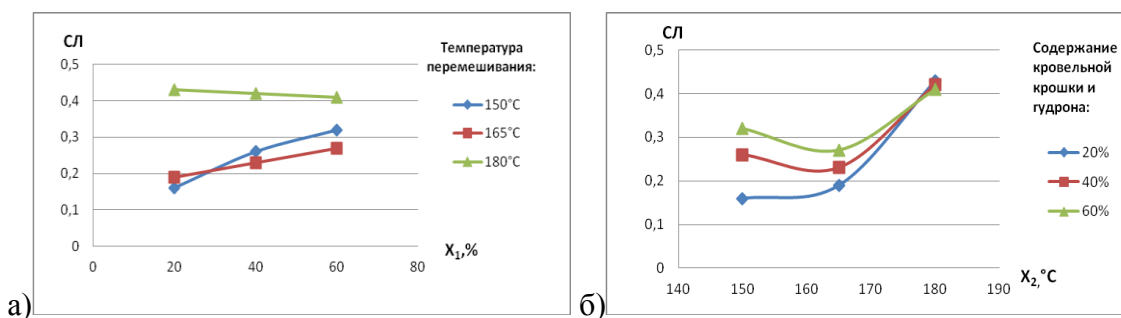 СЛ
0,5
0,4
0,3
0,2
0,1
0
0 20 40 60 80
X1,%
Температура
перемешивания:
150°С
165°С
180°С
а)
СЛ
0,5
0,4
0,3
0,2
0,1
0
140 150 160 170 180 190
X2,°С
Содержание
кровельной
крошки и
гудрона:
20%
40%
60%
б)